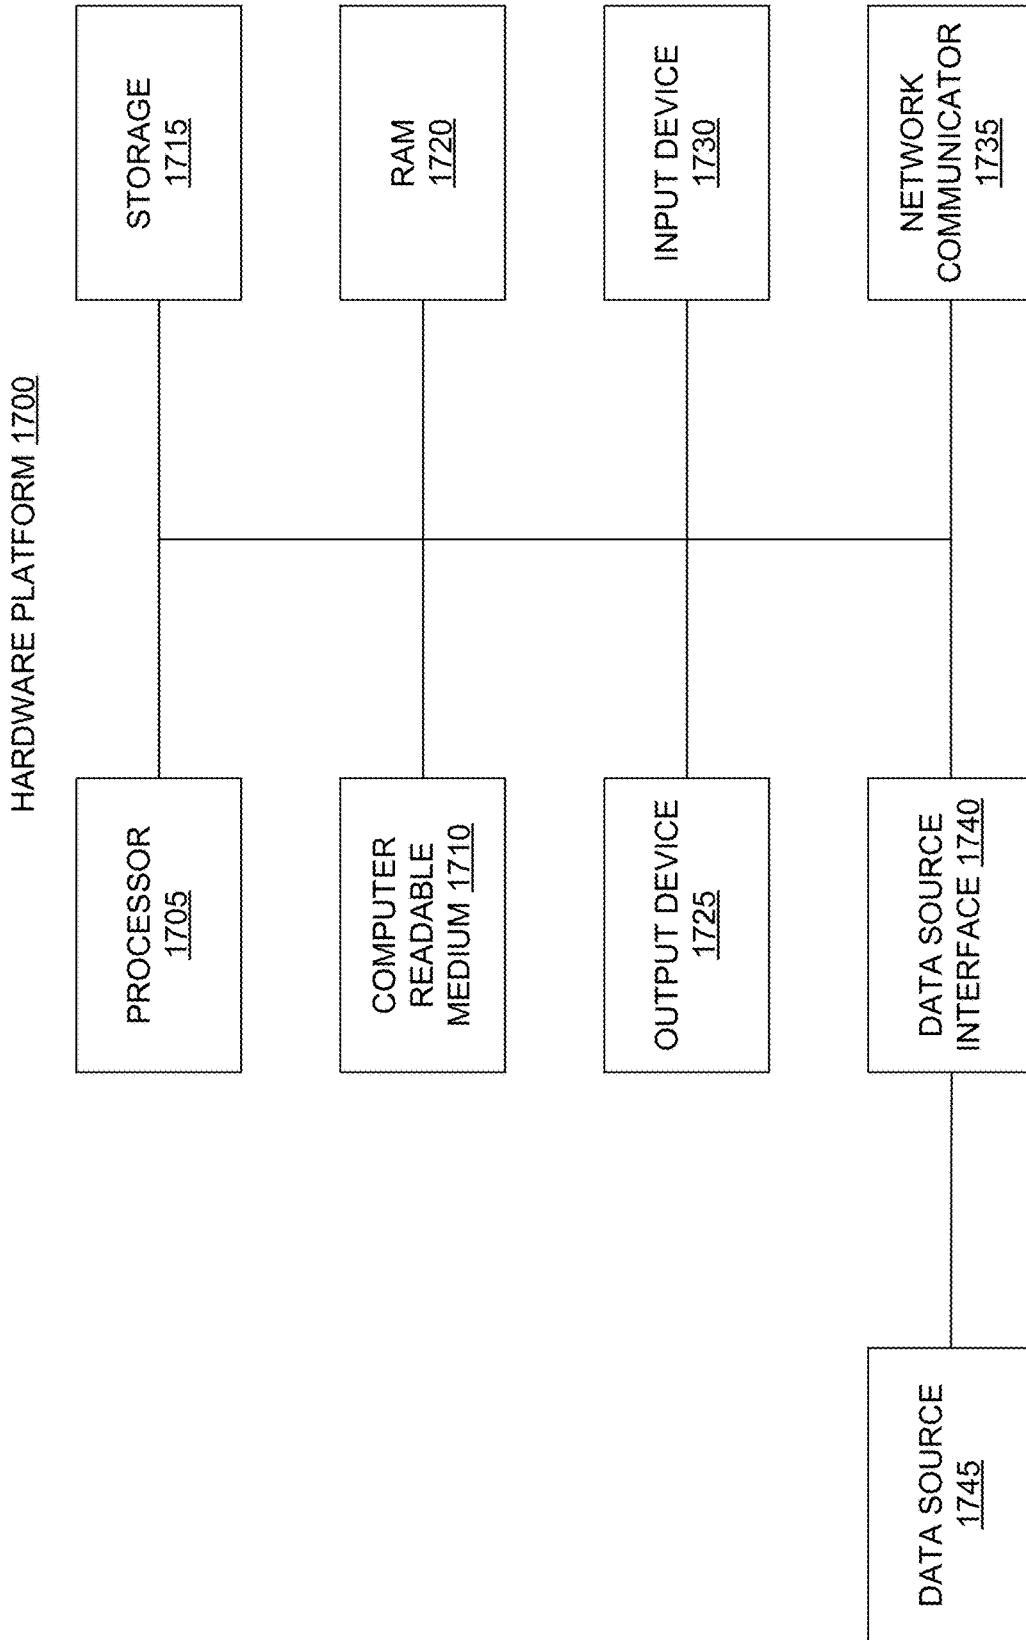 HARDWARE PLATFORM 1700
PROCESSOR
1705
STORAGE
1715
COMPUTER
READABLE
MEDIUM 1710
RAM
1720
OUTPUT DEVICE
1725
INPUT DEVICE
1730
DATA SOURCE
1745
DATA SOURCE
INTERFACE 1740
NETWORK
COMMUNICATOR
1735